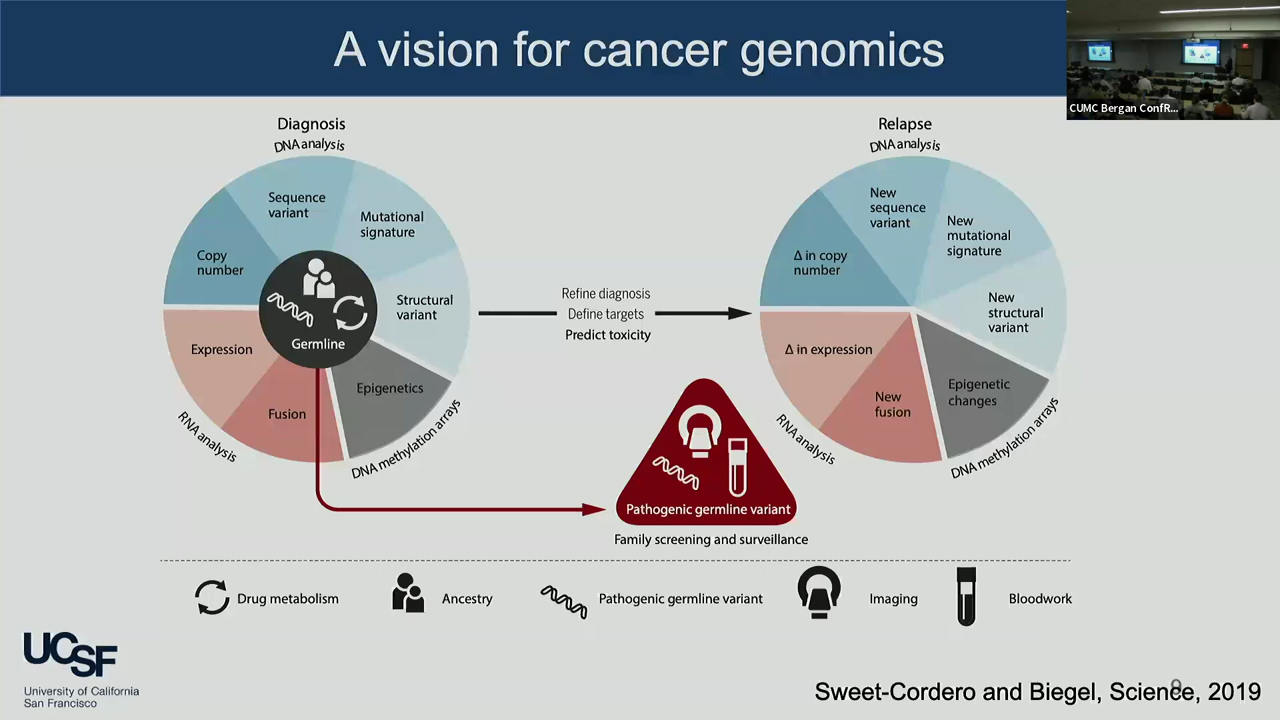 A vision for cancer genomics
CUMC Bergan ConfR...
Diagnosis
DNA analysis
Sequence
variant
Mutational
signature
Copy
number
Structural
variant
Germline
Expression
Fusion
Epigenetics
RNA analysis
DNA methylation arrays
Refine diagnosis
Define targets
Predict toxicity
Relapse
DNA analysis
New
sequence
variant
New
mutational
signature
Δ in copy
number
New
structural
variant
Δ in expression
New
fusion
Epigenetic
changes
RNA analysis
DNA methylation arrays
Pathogenic germline variant
Family screening and surveillance
Drug metabolism
Ancestry
Pathogenic germline variant
Imaging
Bloodwork
UCSF
University of California
San Francisco
Sweet-Cordero and Biegel, Science, 2019
9